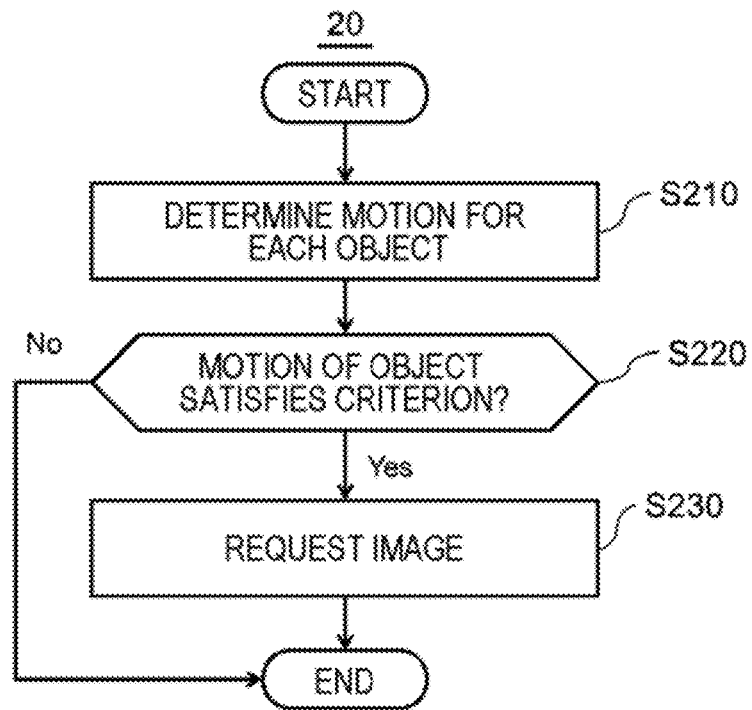 20
START
DETERMINE MOTION FOR
EACH OBJECT
S210
No
MOTION OF OBJECT
SATISFIES CRITERION?
S220
Yes
REQUEST IMAGE
S230
END